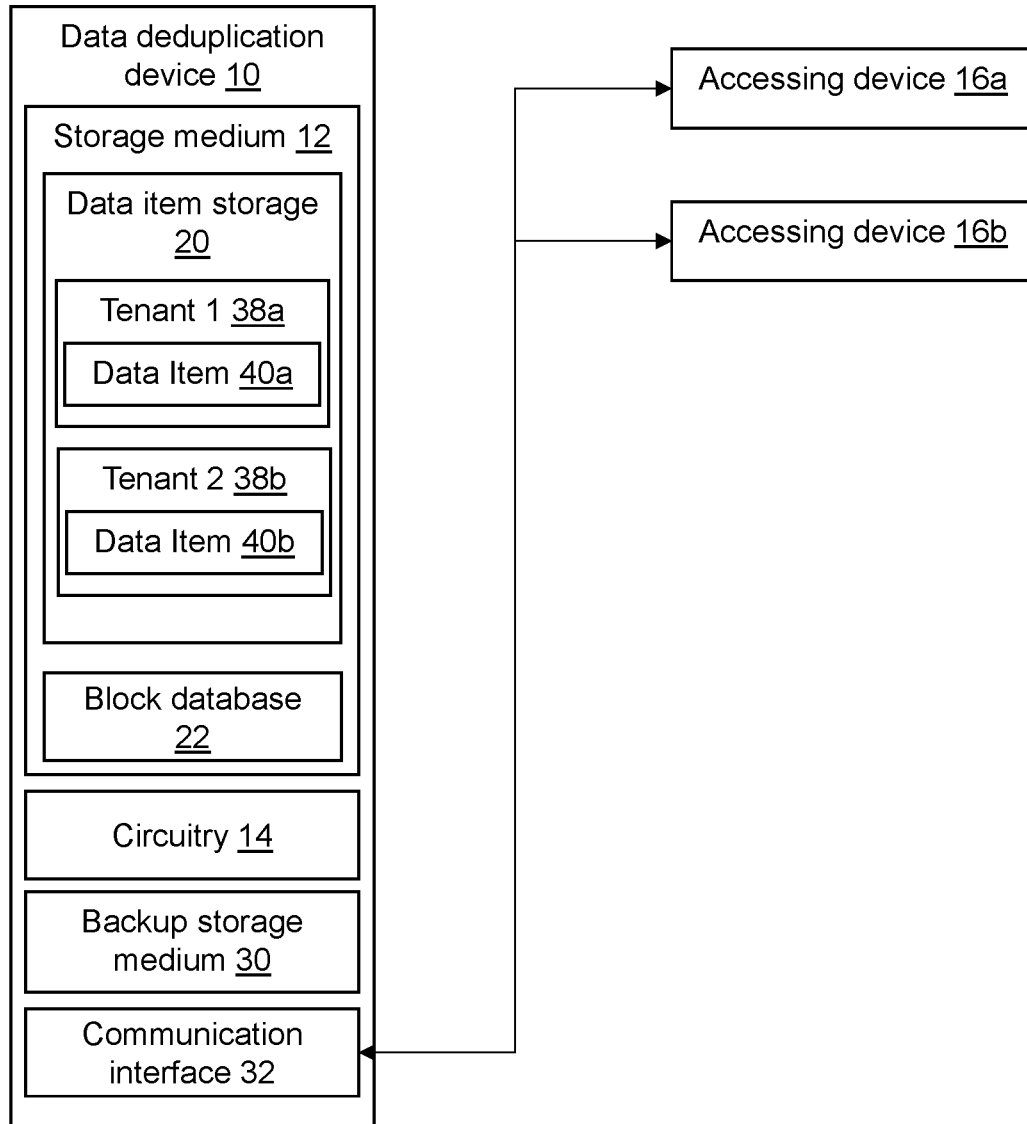 Data deduplication
device 10
Storage medium 12
Data item storage
20
Tenant 1 38a
Data Item 40a
Tenant 2 38b
Data Item 40b
Block database
22
Circuitry 14
Backup storage
medium 30
Communication
interface 32
Accessing device 16a
Accessing device 16b